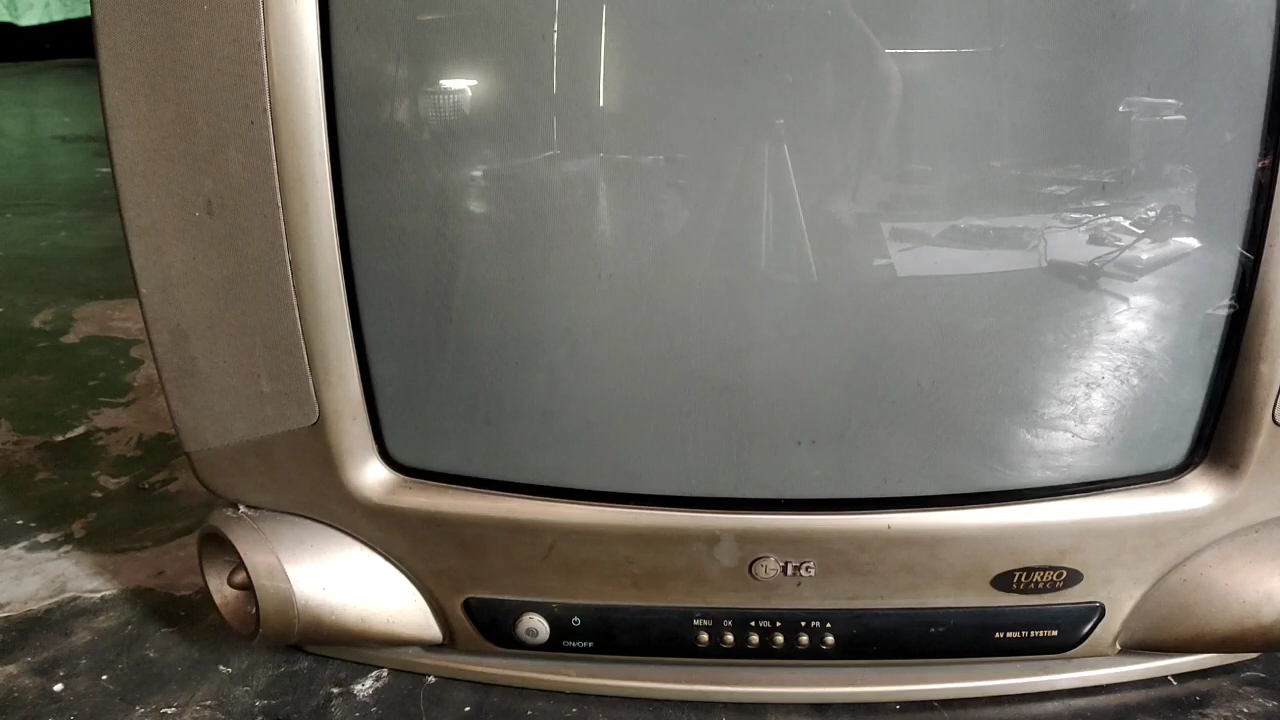 LG
TURBO
SEARCH
MENU OK ◄ VOL ► ▼ PR ▲
ON/OFF
AV MULTI SYSTEM